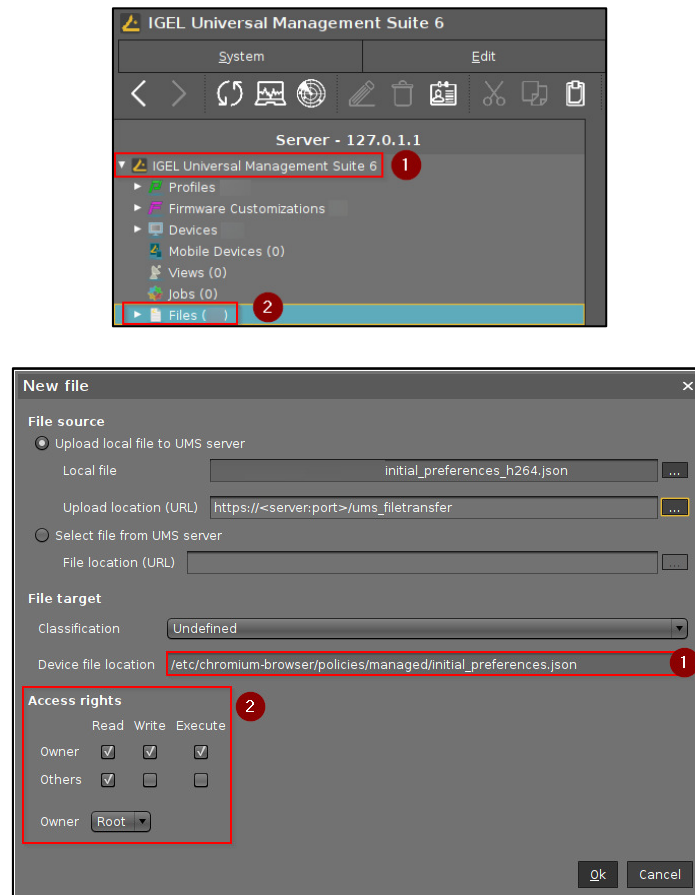 IGEL Universal Management Suite 6
System Edit
Server - 127.0.1.1
IGEL Universal Management Suite 6 1
Profiles
Firmware Customizations
Devices
Mobile Devices (0)
Views (0)
Jobs (0)
Files ( ) 2
New file ×
File source
Upload local file to UMS server
Local file initial_preferences_h264.json ...
Upload location (URL) https://<server:port>/ums_filetransfer ...
Select file from UMS server
File location (URL) ...
File target
Classification Undefined
Device file location /etc/chromium-browser/policies/managed/initial_preferences.json 1
Access rights 2
Read Write Execute
Owner
Others
Owner Root
Ok Cancel